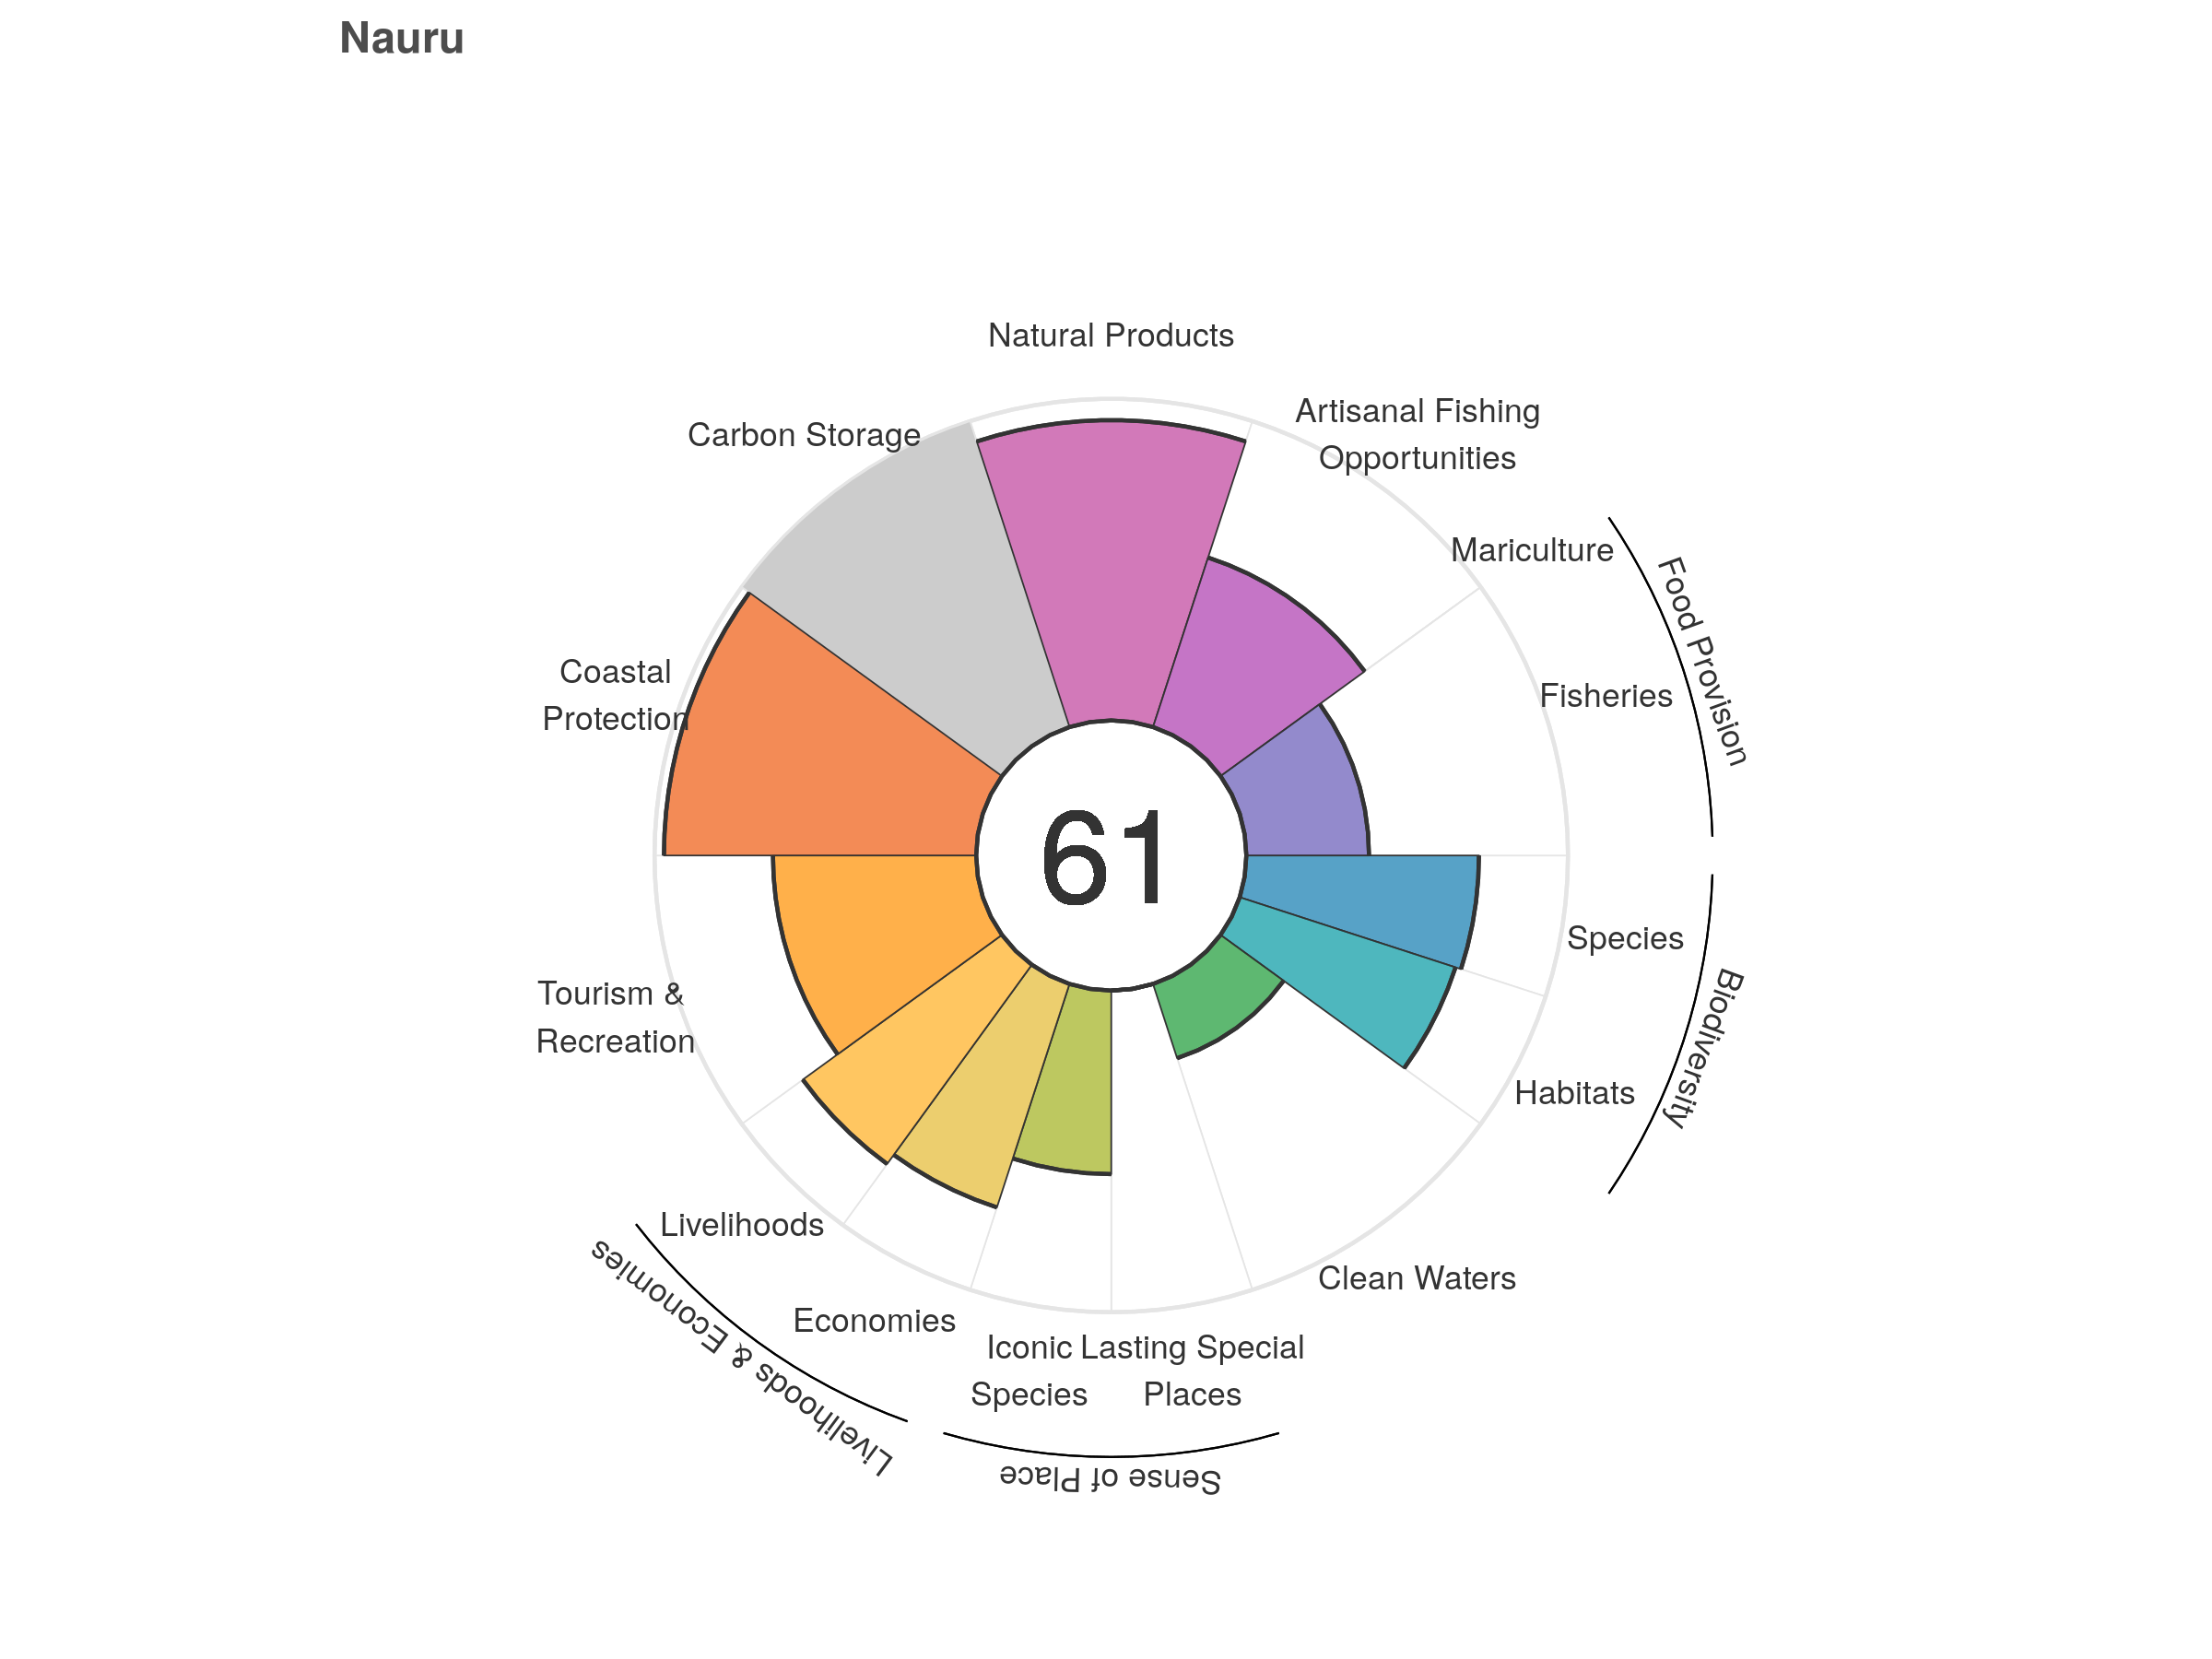 Nauru
Natural Products
Artisanal Fishing
Opportunities
Carbon Storage
Mariculture
Food Provision
Fisheries
Coastal
Protection
61
Species
Biodiversity
Habitats
Tourism &
Recreation
Livelihoods
Livelihoods & Economies
Clean Waters
Economies
Iconic
Species
Lasting Special
Places
Sense of Place